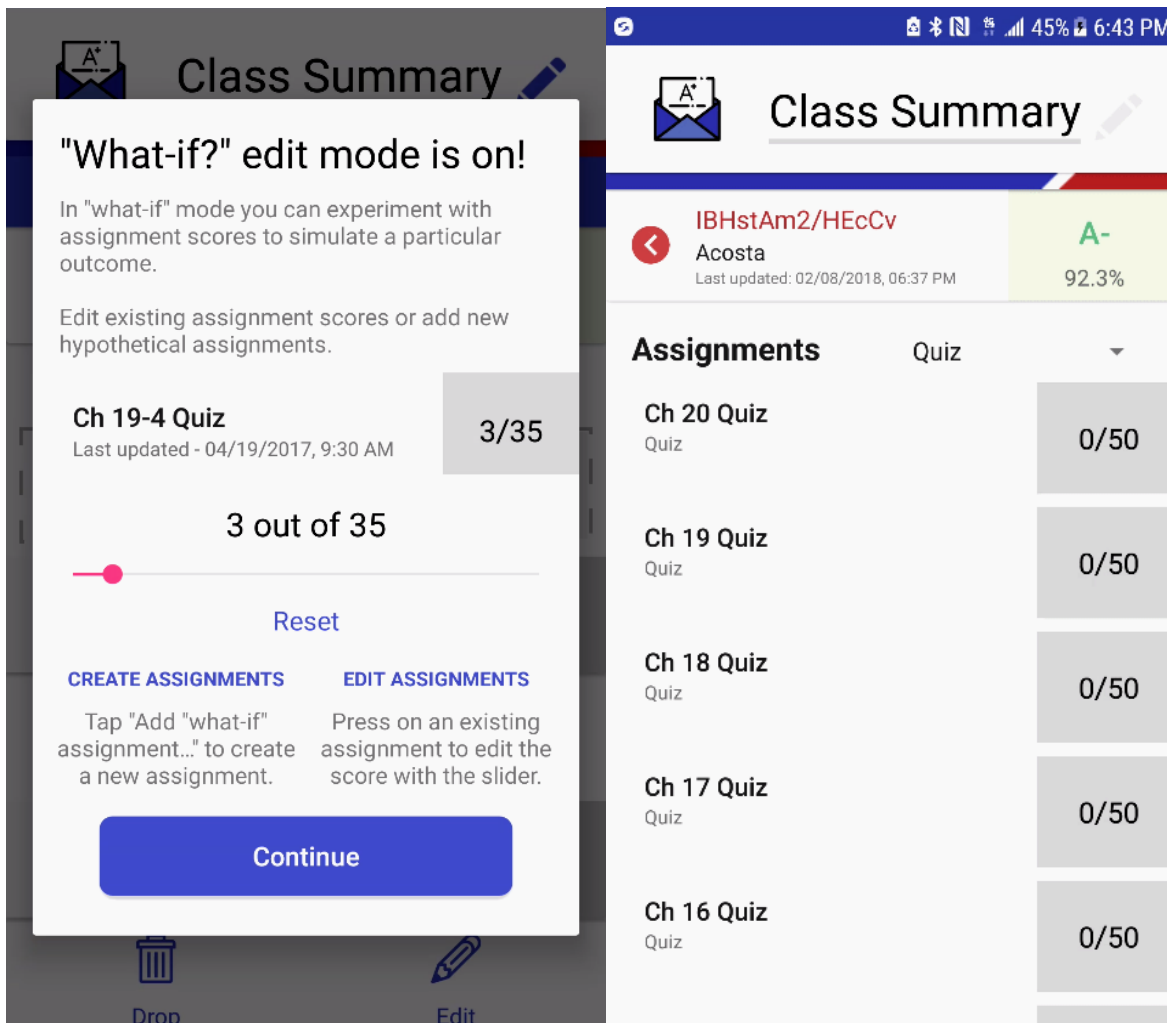 A+
Class Summary
"What-if?" edit mode is on!
In "what-if" mode you can experiment with
assignment scores to simulate a particular
outcome.
Edit existing assignment scores or add new
hypothetical assignments.
Ch 19-4 Quiz
3/35
Last updated - 04/19/2017, 9:30 AM
3 out of 35
Reset
CREATE ASSIGNMENTS
Tap "Add "what-if"
assignment..." to create
a new assignment.
EDIT ASSIGNMENTS
Press on an existing
assignment to edit the
score with the slider.
Continue
Drop
Edit
45% 6:43 PM
A+
Class Summary
IBHstAm2/HEcCv
Acosta
Last updated: 02/08/2018, 06:37 PM
A-
92.3%
Assignments
Quiz
Ch 20 Quiz
Quiz
0/50
Ch 19 Quiz
Quiz
0/50
Ch 18 Quiz
Quiz
0/50
Ch 17 Quiz
Quiz
0/50
Ch 16 Quiz
Quiz
0/50